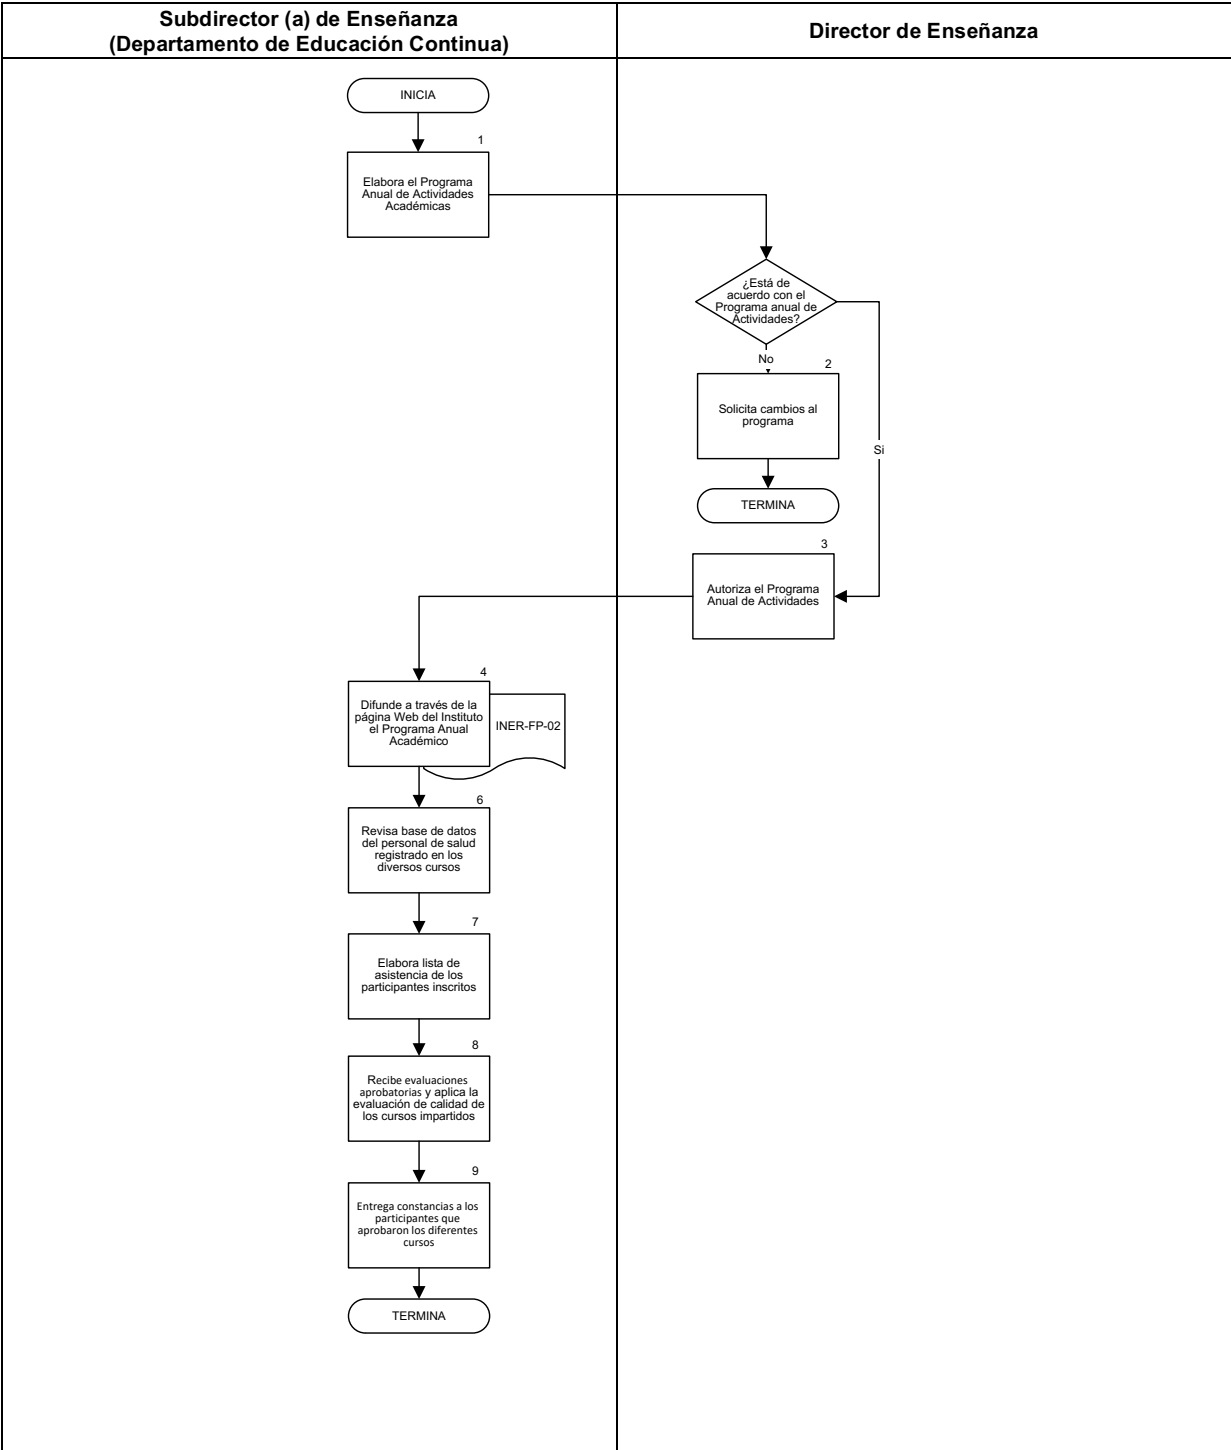 Subdirector (a) de Enseñanza
(Departamento de Educación Continua)
Director de Enseñanza
INICIA
1
Elabora el Programa
Anual de Actividades
Académicas
¿Está de
acuerdo con el
Programa anual de
Actividades?
No
2
Solicita cambios al
programa
Si
TERMINA
3
Autoriza el Programa
Anual de Actividades
4
Difunde a través de la
página Web del Instituto
el Programa Anual
Académico
INER-FP-02
6
Revisa base de datos
del personal de salud
registrado en los
diversos cursos
7
Elabora lista de
asistencia de los
participantes inscritos
8
Recibe evaluaciones
aprobatorias y aplica la
evaluación de calidad de
los cursos impartidos
9
Entrega constancias a los
participantes que
aprobaron los diferentes
cursos
TERMINA